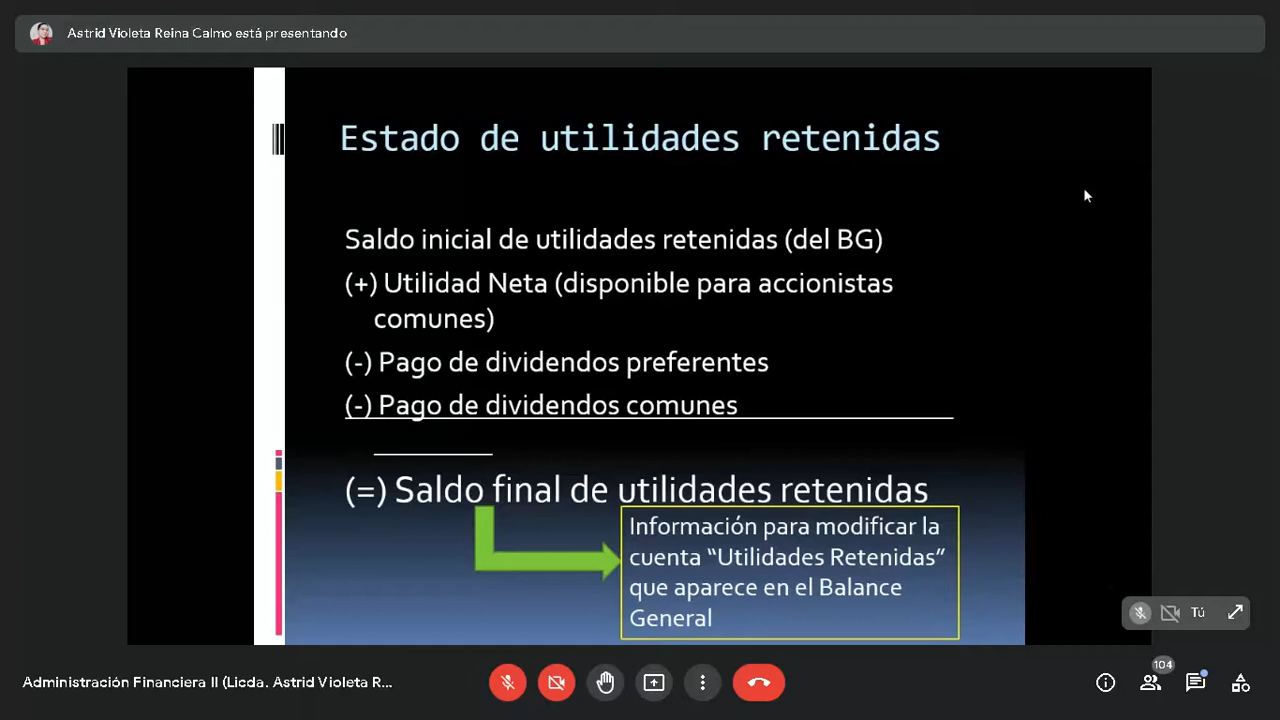 Astrid Violeta Reina Calmo está presentando
Estado de utilidades retenidas
Saldo inicial de utilidades retenidas (del BG)
(+) Utilidad Neta (disponible para accionistas
comunes)
(-) Pago de dividendos preferentes
(-) Pago de dividendos comunes
(=) Saldo final de utilidades retenidas
Información para modificar la
cuenta “Utilidades Retenidas”
que aparece en el Balance
General
Tú
104
Administración Financiera II (Licda. Astrid Violeta R...